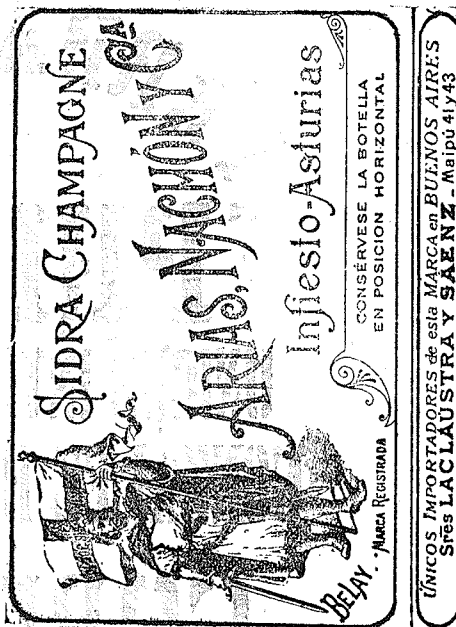 SIDRA CHAMPAGNE
ARIAS, NACHÓN Y Cª
Infiesto-Asturias
CONSÉRVESE LA BOTELLA
EN POSICION HORIZONTAL
BELAY.. MARCA REGISTRADA
ÚNICOS IMPORTADORES de esta MARCA en BUENOS AIRES
Sres LACLAUSTRA Y SAENZ - Maipú 41 y 43